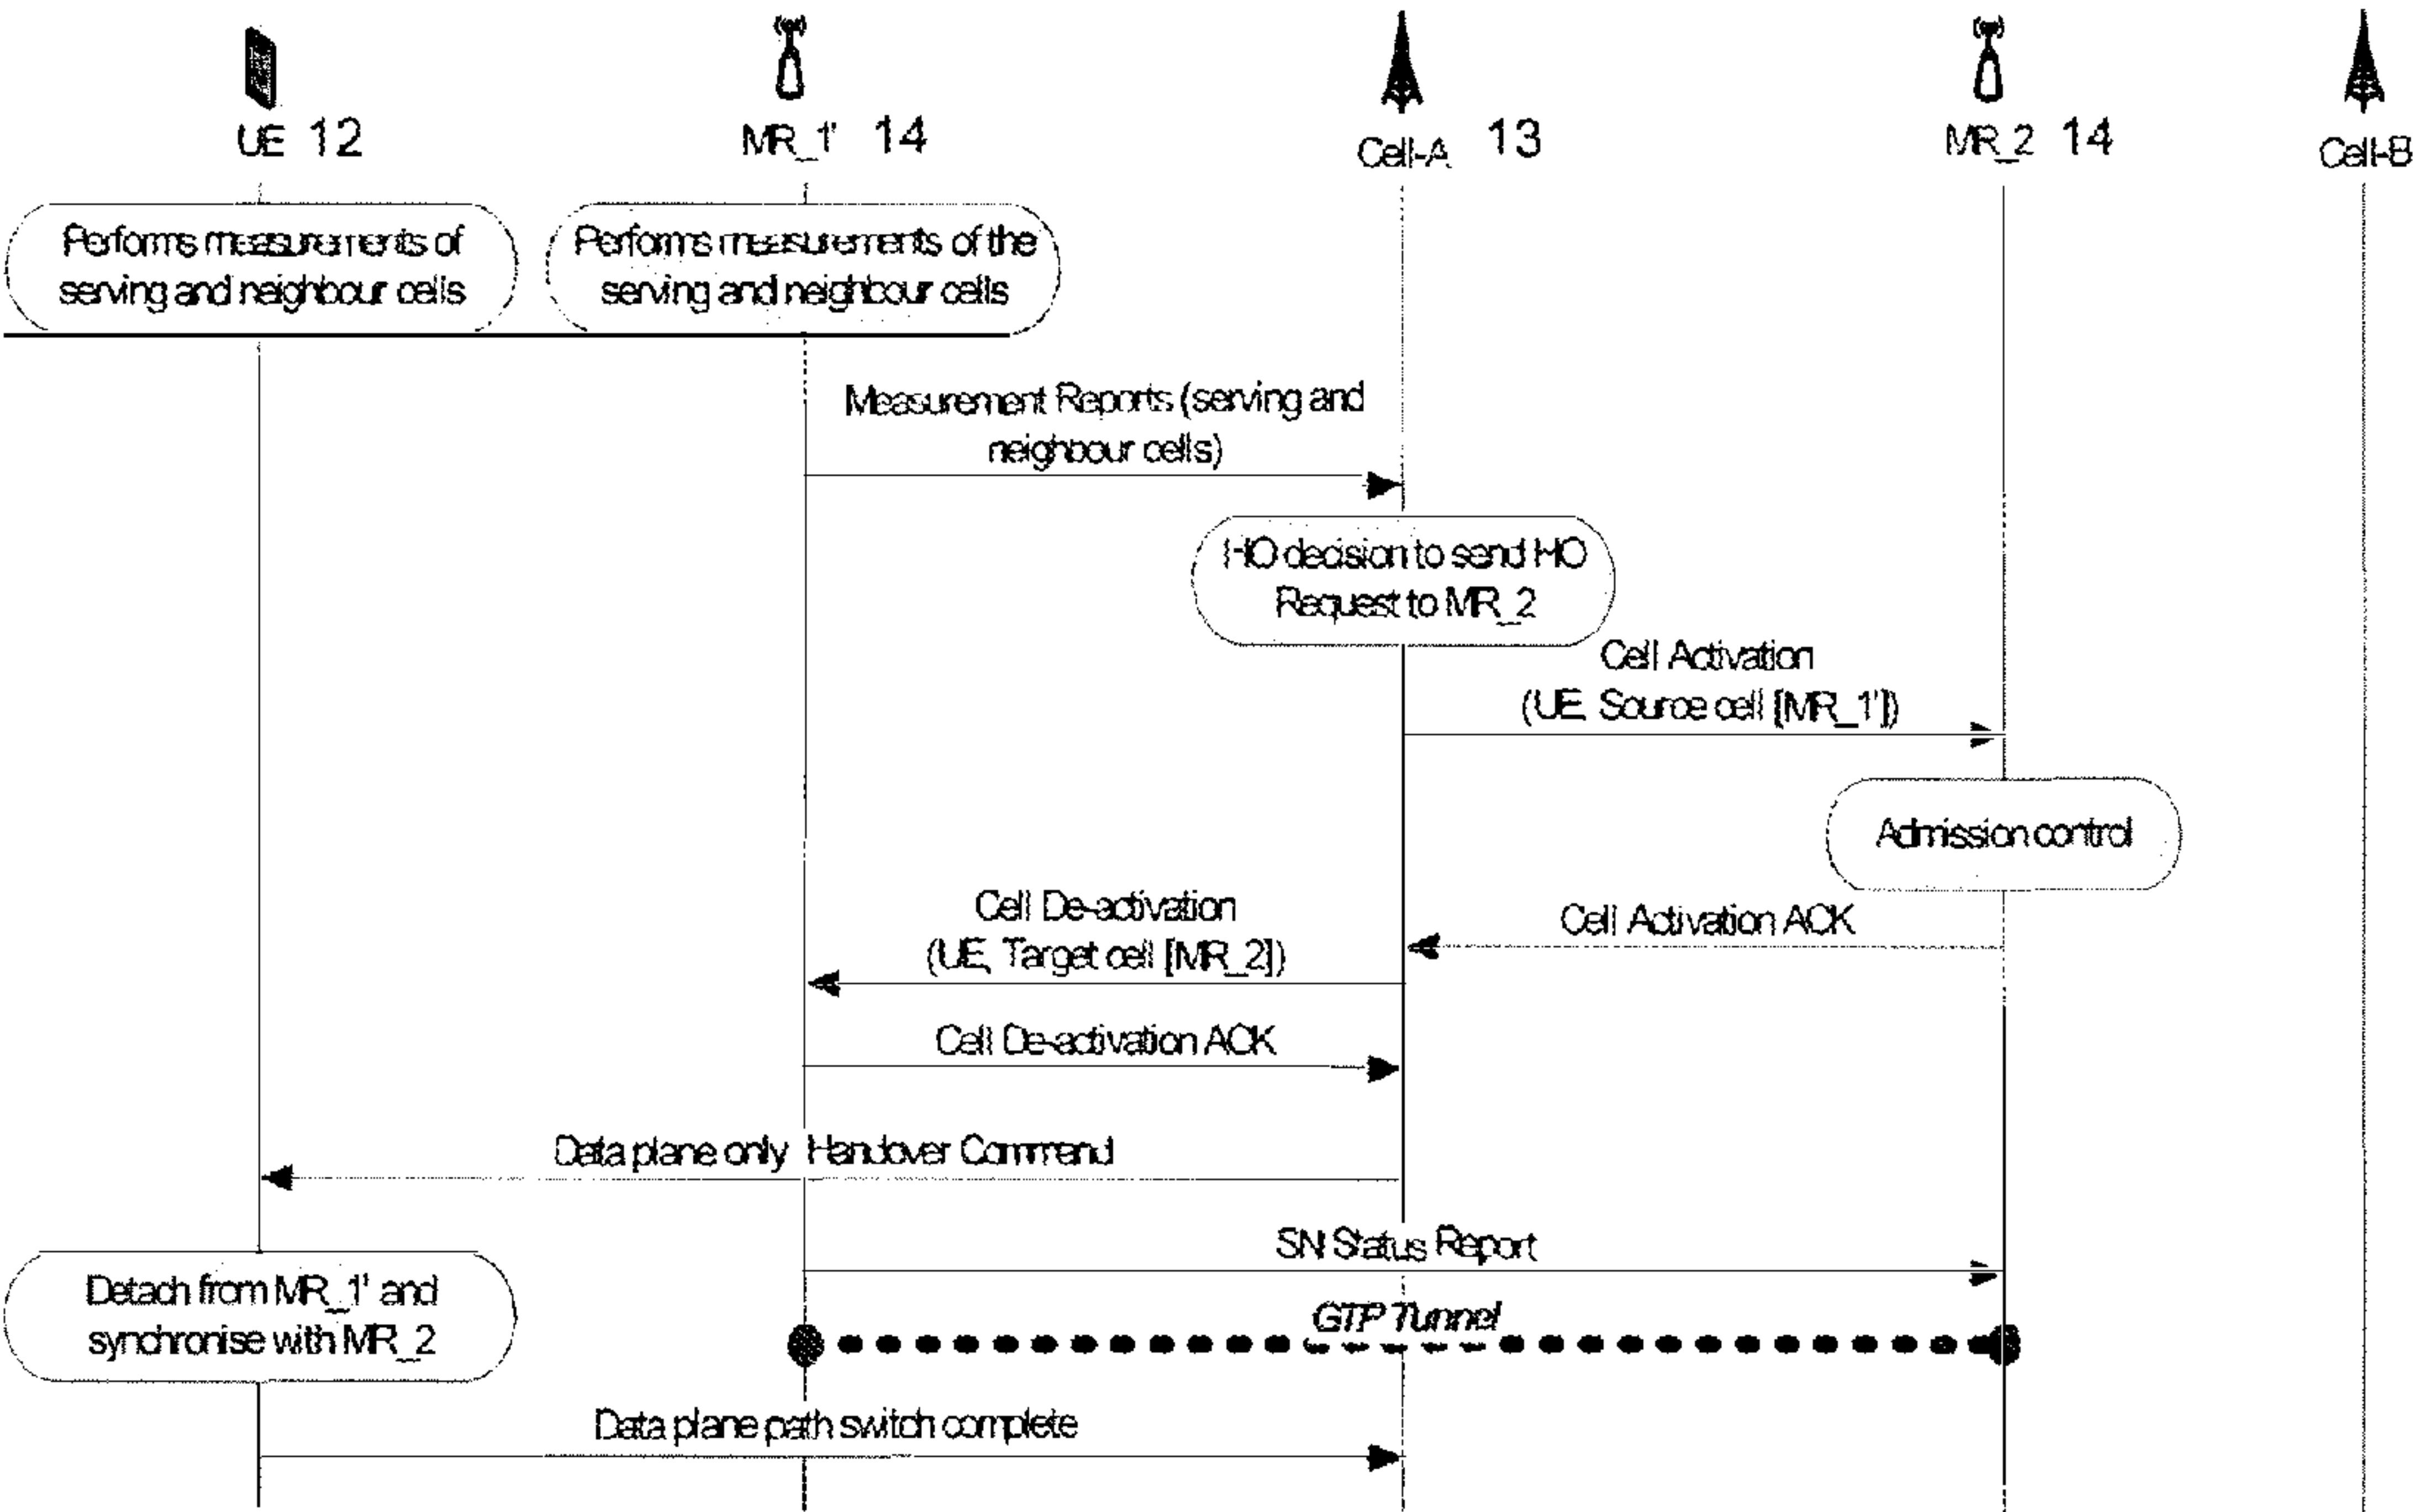 UE 12
MR_1' 14
Cell-A 13
MR_2 14
Cell-B
Performs measurements of
serving and neighbour cells
Performs measurements of the
serving and neighbour cells
Measurement Reports (serving and
neighbour cells)
HO decision to send HO
Request to MR_2
Cell Activation
(UE, Source cell [MR_1'])
Admission control
Cell De-activation
(UE, Target cell [MR_2])
Cell Activation ACK
Cell De-activation ACK
Data plane only Handover Command
SN Status Report
Detach from MR_1' and
synchronise with MR_2
GTP Tunnel
Data plane path switch complete